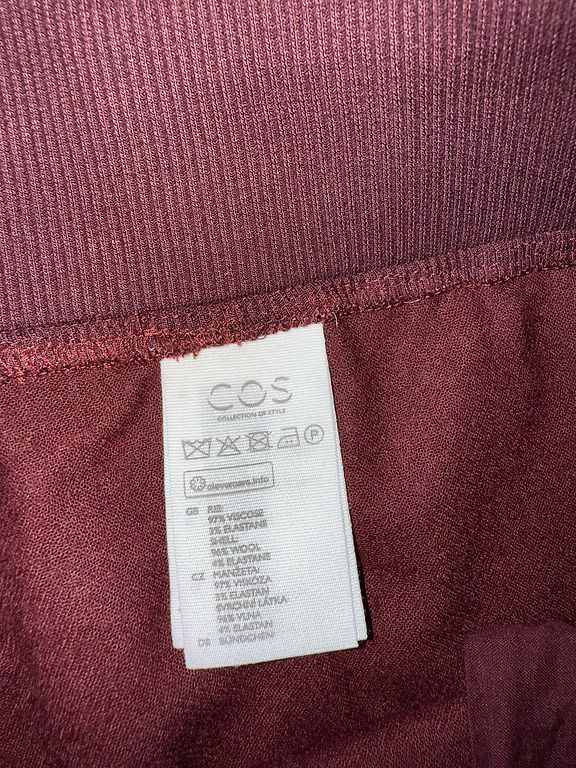 COS
COLLECTION OF STYLE
P
clevercare.info
GB RIB:
97% VISCOSE
3% ELASTANE
SHELL:
96% WOOL
4% ELASTANE
CZ MANŽETA:
97% VISKÓZA
3% ELASTAN
SVRCHNÍ LÁTKA
96% VLNA
4% ELASTAN
DE BÜNDCHEN: